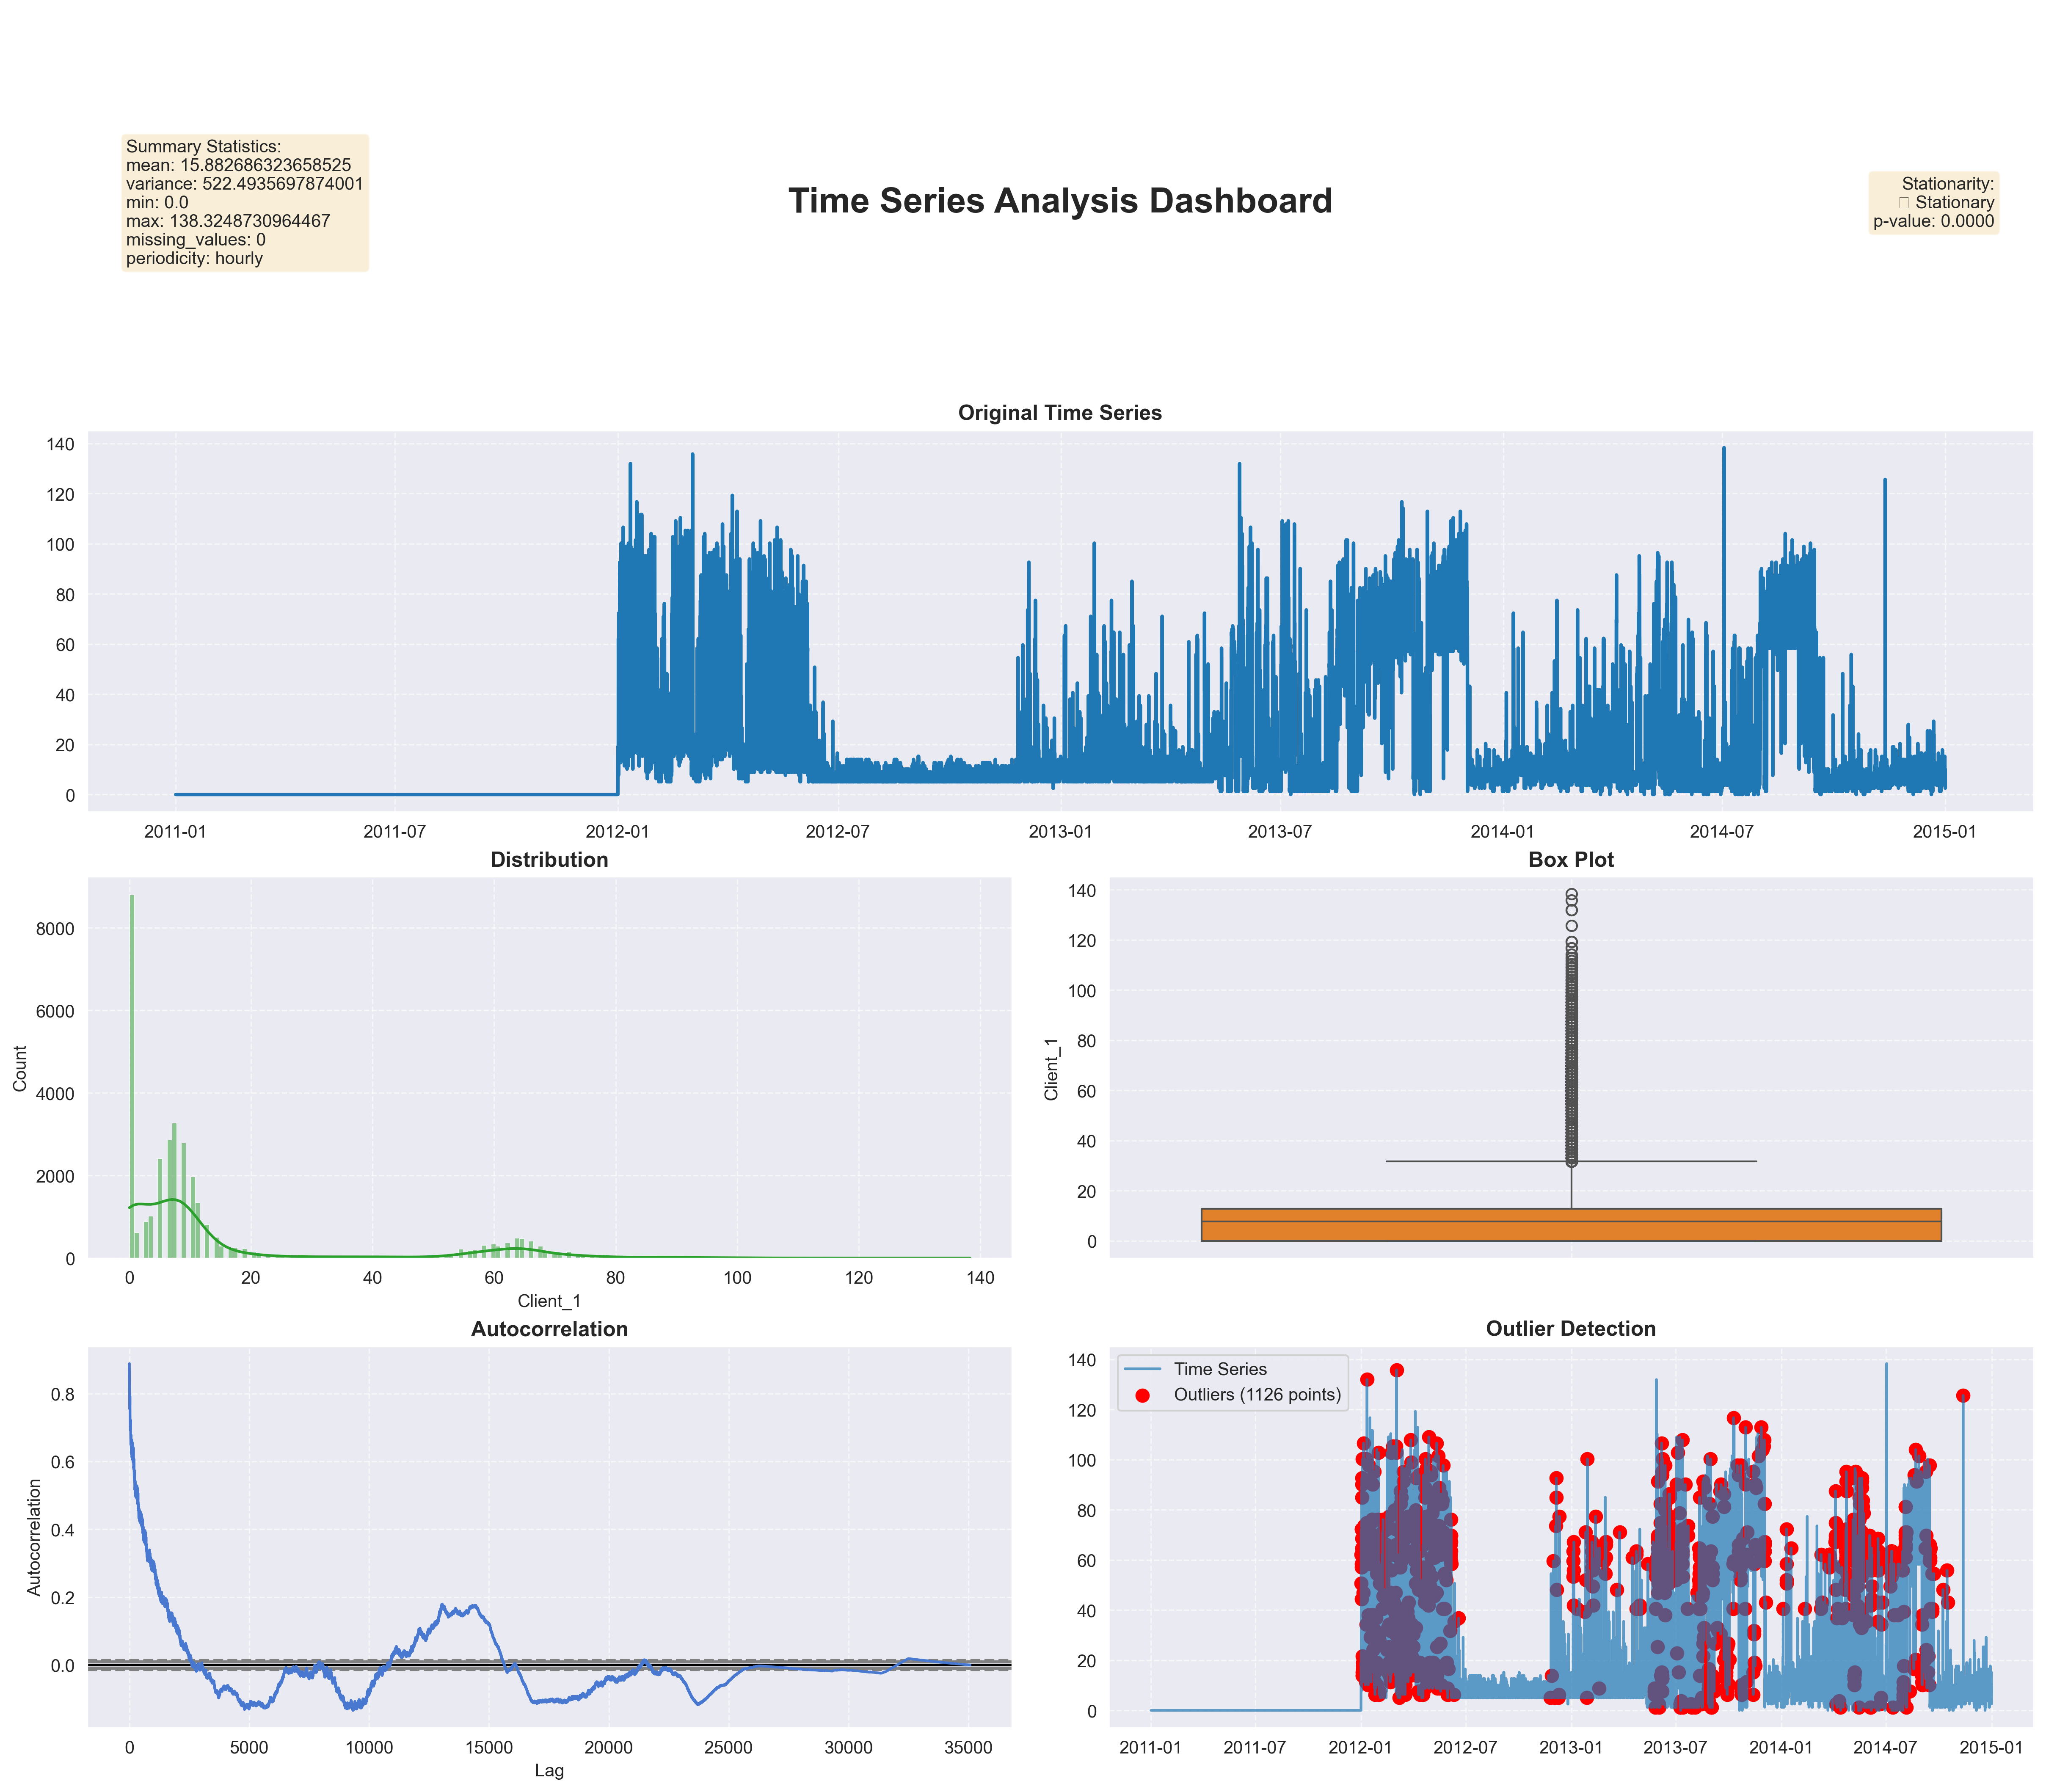 Summary Statistics:
mean: 15.882686323658525
variance: 522.4935697874001
min: 0.0
max: 138.3248730964467
missing_values: 0
periodicity: hourly
Time Series Analysis Dashboard
Stationarity:
▯ Stationary
p-value: 0.0000
Original Time Series
140
120
100
80
60
40
20
0
2011-01 2011-07 2012-01 2012-07 2013-01 2013-07 2014-01 2014-07 2015-01
Distribution
8000
6000
4000
2000
0
Count
0 20 40 60 80 100 120 140
Client_1
Box Plot
140
120
100
80
60
40
20
0
Client_1
Autocorrelation
0.8
0.6
0.4
0.2
0.0
Autocorrelation
0 5000 10000 15000 20000 25000 30000 35000
Lag
Outlier Detection
Time Series
Outliers (1126 points)
140
120
100
80
60
40
20
0
2011-01 2011-07 2012-01 2012-07 2013-01 2013-07 2014-01 2014-07 2015-01